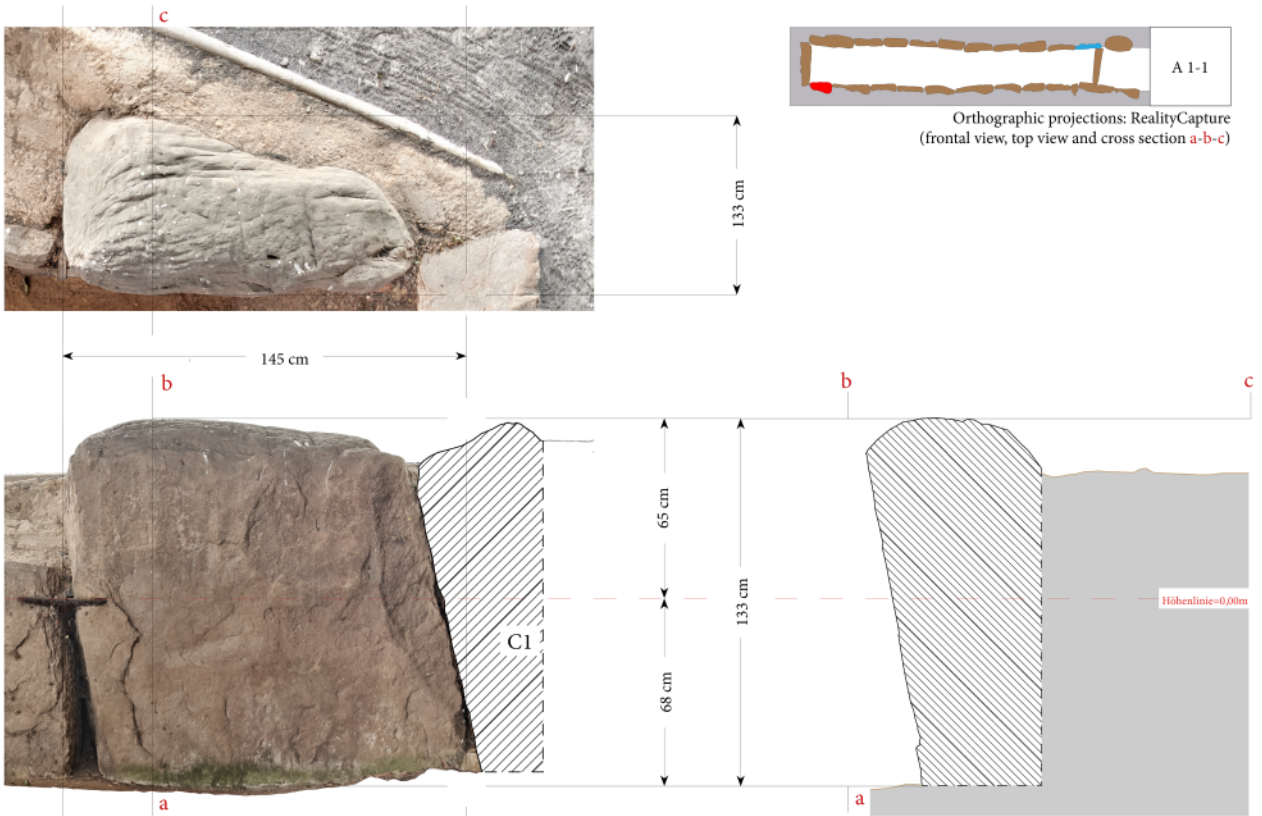 c
A 1-1
Orthographic projections: RealityCapture
(frontal view, top view and cross section a-b-c)
133 cm
145 cm
b
b
c
65 cm
133 cm
Höhenlinie=0,00m
C1
68 cm
a
a